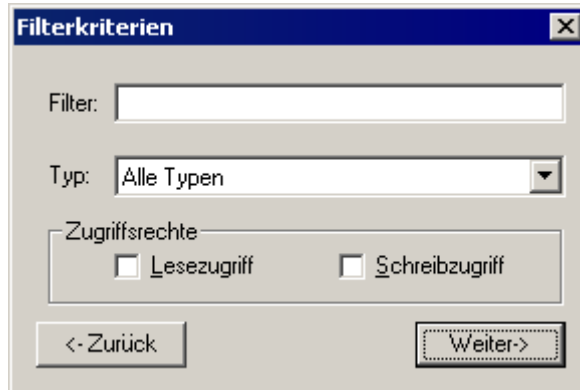 Filterkriterien
Filter:
Typ: Alle Typen
Zugriffsrechte
Lesezugriff Schreibzugriff
<-Zurück Weiter->